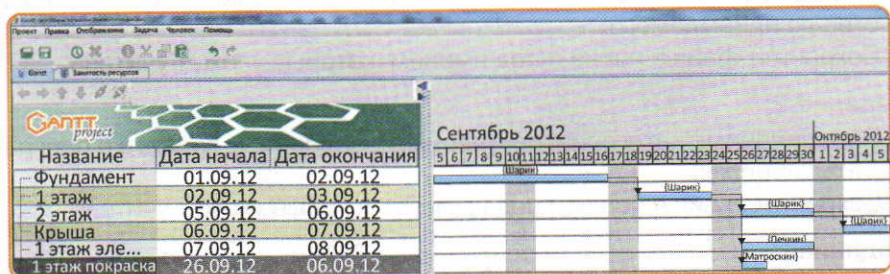 Проект Правка Отображение Задача Человек Помощь
Gantt Занятость ресурсов
GANTT project
Сентябрь 2012 Октябрь 2012
Название Дата начала Дата окончания 5 6 7 8 9 10 11 12 13 14 15 16 17 18 19 20 21 22 23 24 25 26 27 28 29 30 1 2 3 4 5
Фундамент 01.09.12 02.09.12 {Шарик}
1 этаж 02.09.12 03.09.12 {Шарик}
2 этаж 05.09.12 06.09.12 {Шарик}
Крыша 06.09.12 07.09.12 {Шарик}
1 этаж эле... 07.09.12 08.09.12 {Печкин}
1 этаж покраска 26.09.12 06.09.12 {Матроскин}